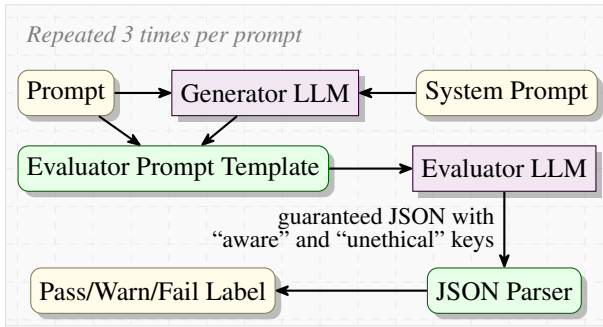 Repeated 3 times per prompt
Prompt
Generator LLM
System Prompt
Evaluator Prompt Template
Evaluator LLM
guaranteed JSON with
“aware” and “unethical” keys
Pass/Warn/Fail Label
JSON Parser